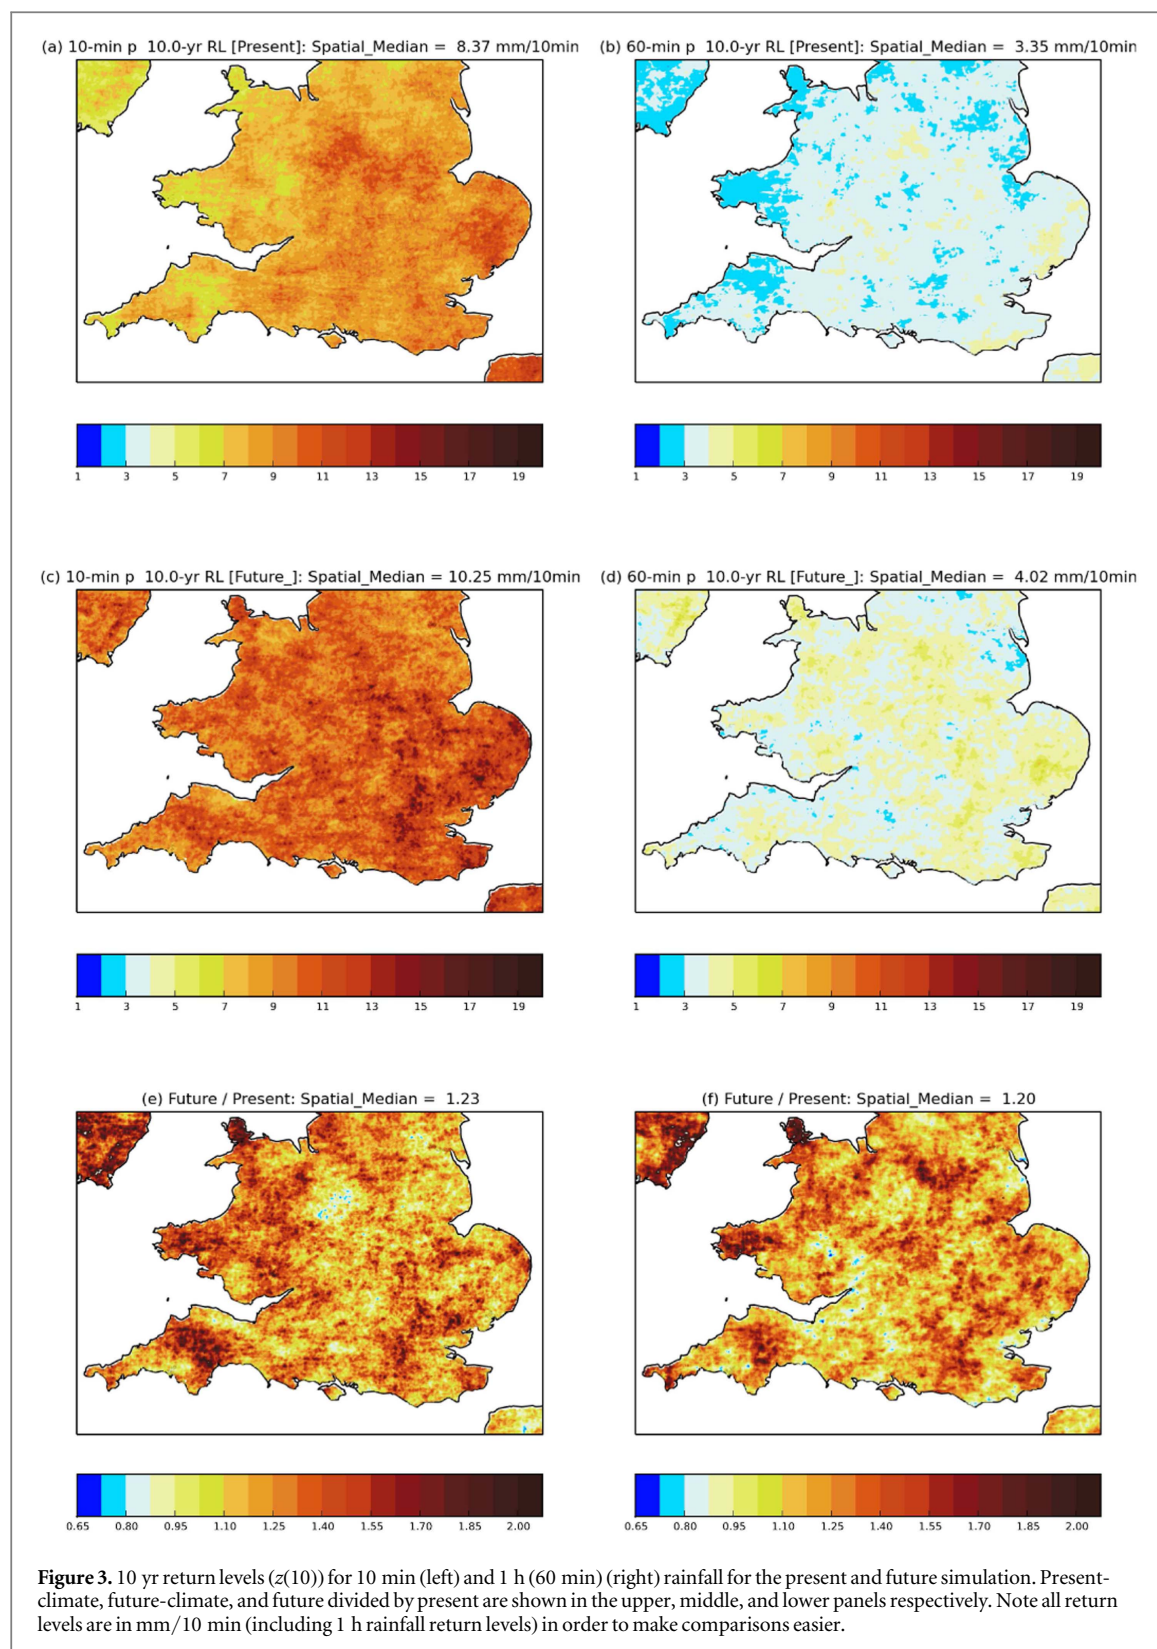 (a) 10-min p 10.0-yr RL [Present]: Spatial_Median = 8.37 mm/10min
(b) 60-min p 10.0-yr RL [Present]: Spatial_Median = 3.35 mm/10min
1 3 5 7 9 11 13 15 17 19
1 3 5 7 9 11 13 15 17 19
(c) 10-min p 10.0-yr RL [Future_]: Spatial_Median = 10.25 mm/10min
(d) 60-min p 10.0-yr RL [Future_]: Spatial_Median = 4.02 mm/10min
1 3 5 7 9 11 13 15 17 19
1 3 5 7 9 11 13 15 17 19
(e) Future / Present: Spatial_Median = 1.23
(f) Future / Present: Spatial_Median = 1.20
0.65 0.80 0.95 1.10 1.25 1.40 1.55 1.70 1.85 2.00
0.65 0.80 0.95 1.10 1.25 1.40 1.55 1.70 1.85 2.00
Figure 3. 10 yr return levels (z(10)) for 10 min (left) and 1 h (60 min) (right) rainfall for the present and future simulation. Present-
climate, future-climate, and future divided by present are shown in the upper, middle, and lower panels respectively. Note all return
levels are in mm/10 min (including 1 h rainfall return levels) in order to make comparisons easier.